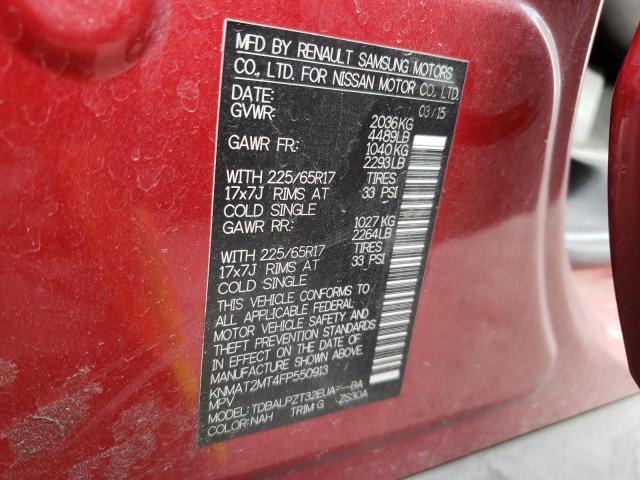 MFD BY RENAULT SAMSUNG MOTORS
CO., LTD. FOR NISSAN MOTOR CO., LTD.
DATE: 03/15
GVWR: 2036KG
4489LB
GAWR FR: 1040KG
2293LB
WITH 225/65R17 TIRES
17x7J RIMS AT 33 PSI
COLD SINGLE
GAWR RR: 1027KG
2264LB
WITH 225/65R17 TIRES
17x7J RIMS AT 33 PSI
COLD SINGLE
THIS VEHICLE CONFORMS TO
ALL APPLICABLE FEDERAL
MOTOR VEHICLE SAFETY AND
THEFT PREVENTION STANDARDS
IN EFFECT ON THE DATE OF
MANUFACTURE SHOWN ABOVE.
KNMAT2MT4FP550913
MPV
MODEL: TDBALPZT32EUA--BA
COLOR: NAH TRIM: G ZS30A